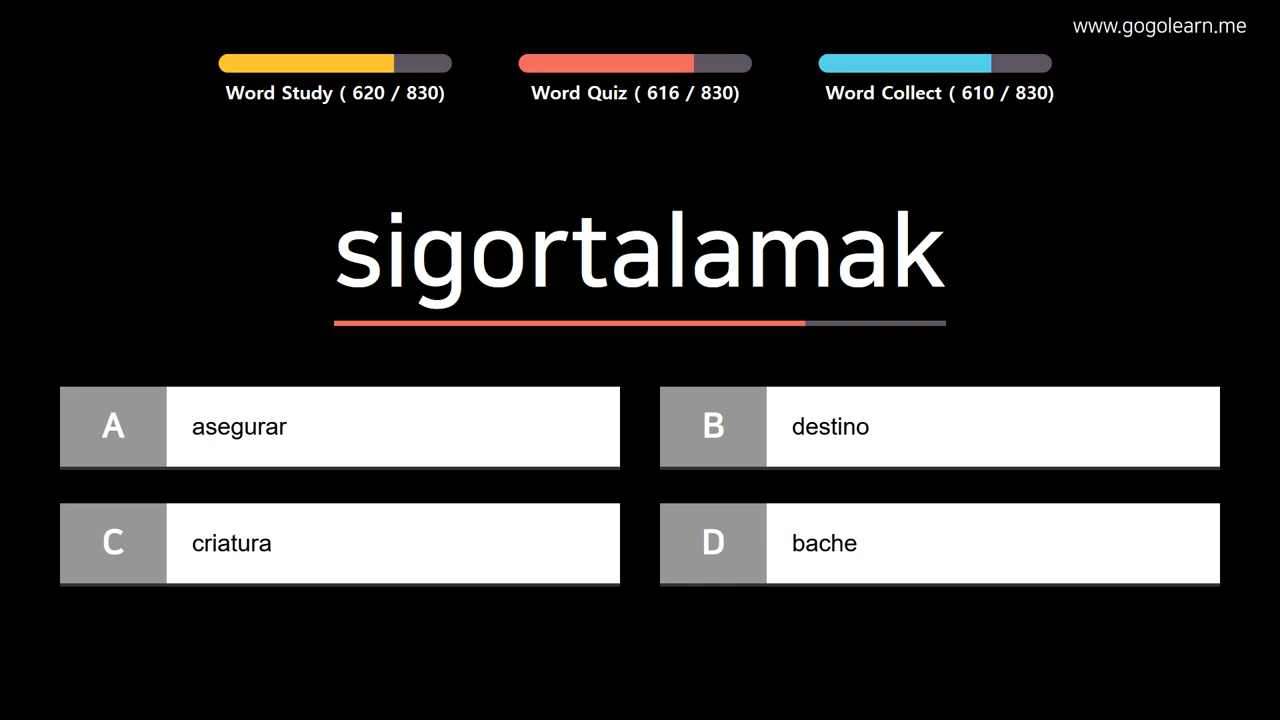 www.gogolearn.me
Word Study ( 620 / 830)
Word Quiz ( 616 / 830)
Word Collect ( 610 / 830)
sigortalamak
A asegurar
B destino
C criatura
D bache